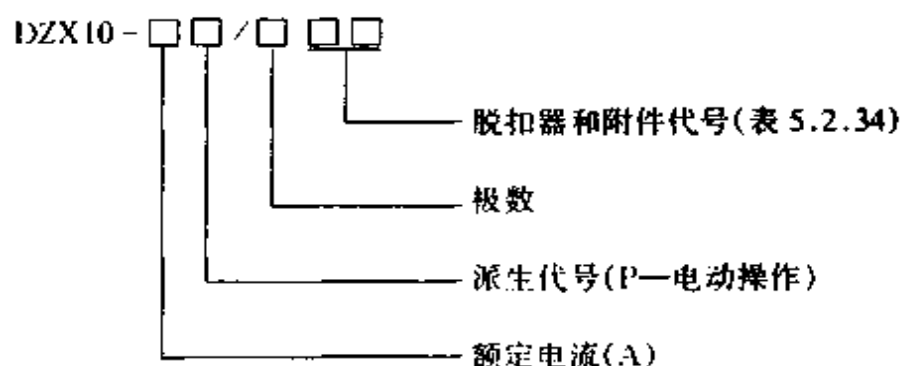 DZX10-□□/□ □□
脱扣器和附件代号(表 5.2.34)
极数
派生代号(P—电动操作)
额定电流(A)